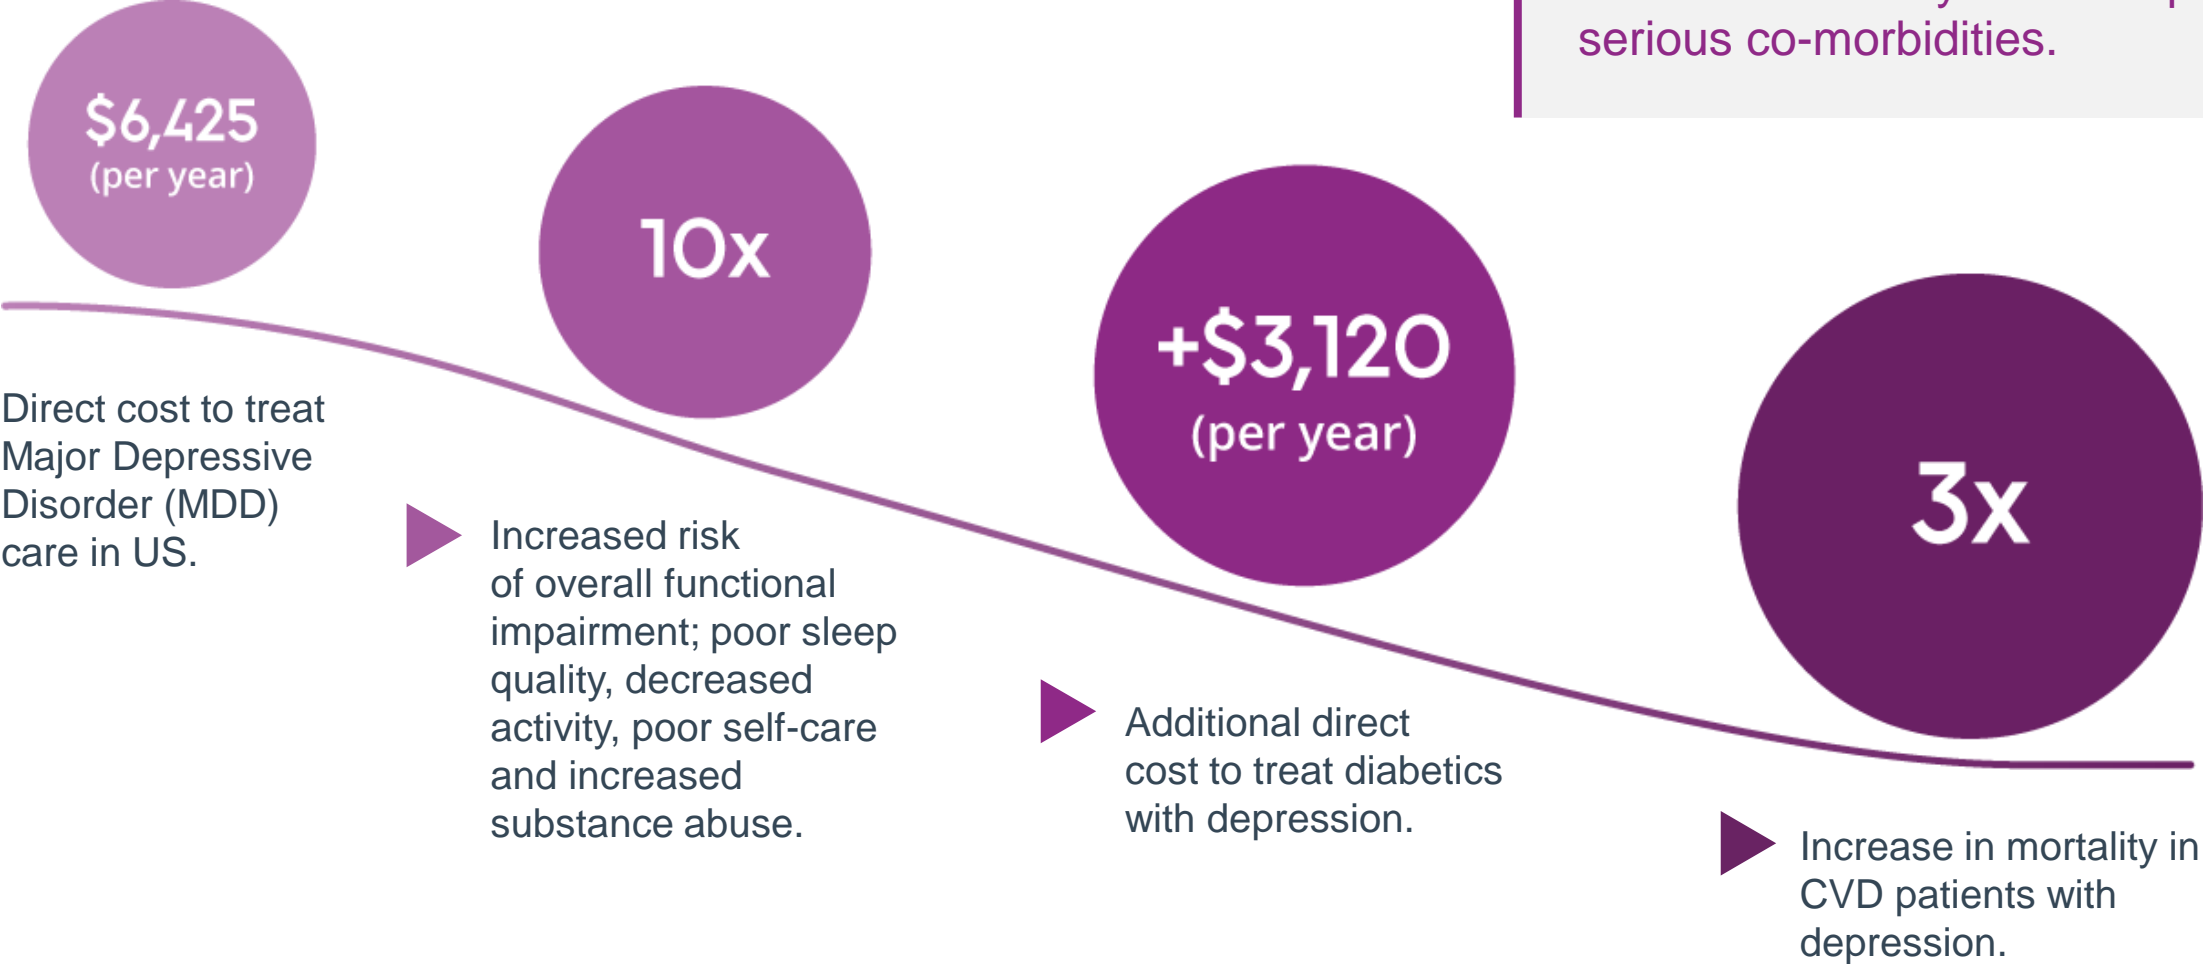 serious co-morbidities.
$6,425
(per year)
Direct cost to treat
Major Depressive
Disorder (MDD)
care in US.
10x
Increased risk
of overall functional
impairment; poor sleep
quality, decreased
activity, poor self-care
and increased
substance abuse.
+$3,120
(per year)
Additional direct
cost to treat diabetics
with depression.
3x
Increase in mortality in
CVD patients with
depression.